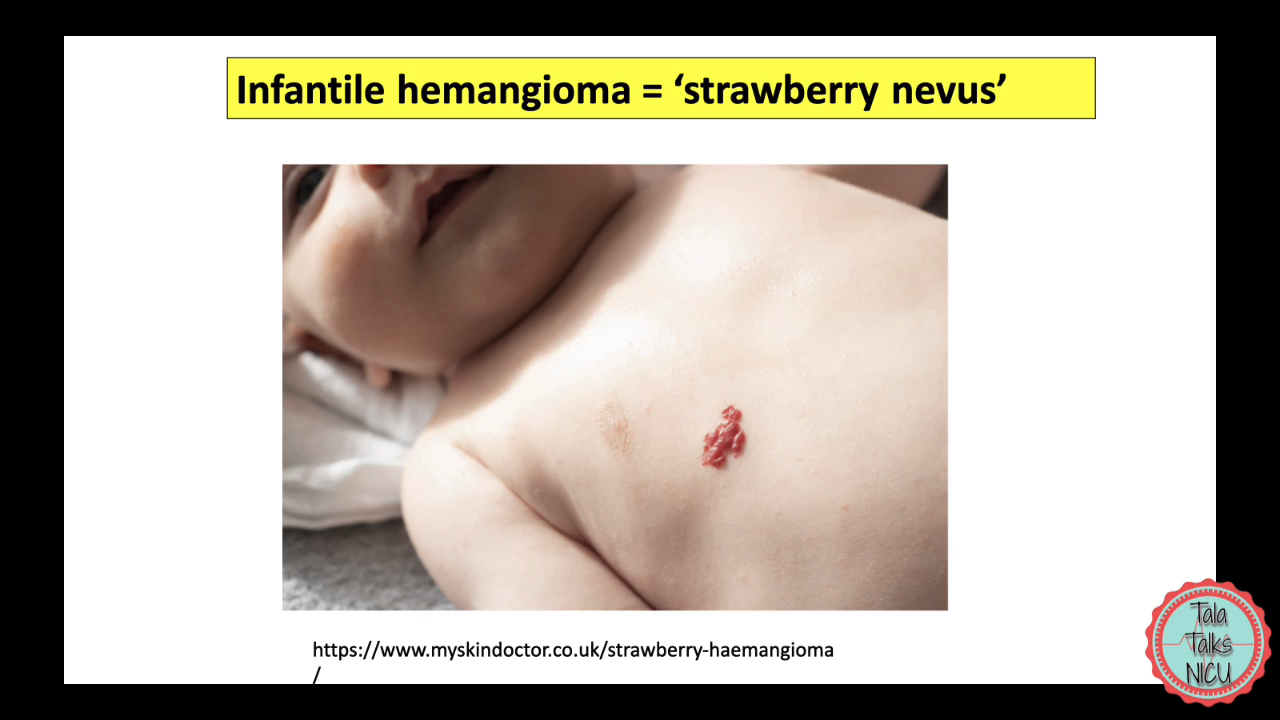 Infantile hemangioma = ‘strawberry nevus’
https://www.myskindoctor.co.uk/strawberry-haemangioma
/
Tala
Talks
NICU